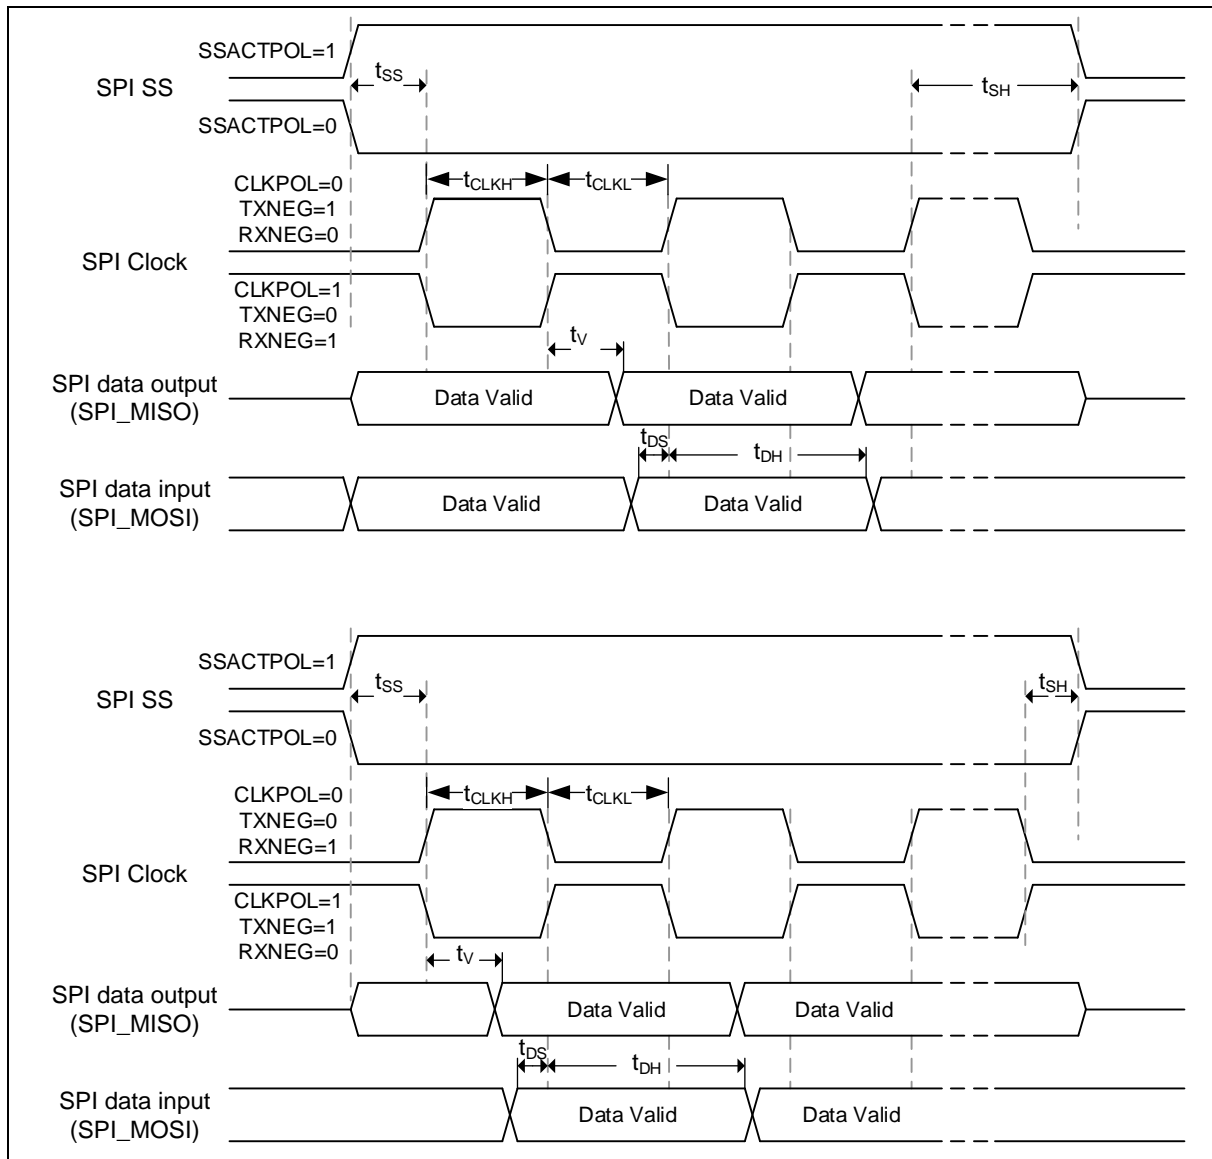 SSACTPOL=1
SPI SS
tSS
tSH
SSACTPOL=0
CLKPOL=0
TXNEG=1
RXNEG=0
tCLKH
tCLKL
SPI Clock
CLKPOL=1
TXNEG=0
RXNEG=1
tV
SPI data output
(SPI_MISO)
Data Valid
Data Valid
tDS
tDH
SPI data input
(SPI_MOSI)
Data Valid
Data Valid
SSACTPOL=1
SPI SS
tSS
tSH
SSACTPOL=0
CLKPOL=0
TXNEG=0
RXNEG=1
tCLKH
tCLKL
SPI Clock
CLKPOL=1
TXNEG=1
RXNEG=0
tV
SPI data output
(SPI_MISO)
Data Valid
Data Valid
tDS
tDH
SPI data input
(SPI_MOSI)
Data Valid
Data Valid